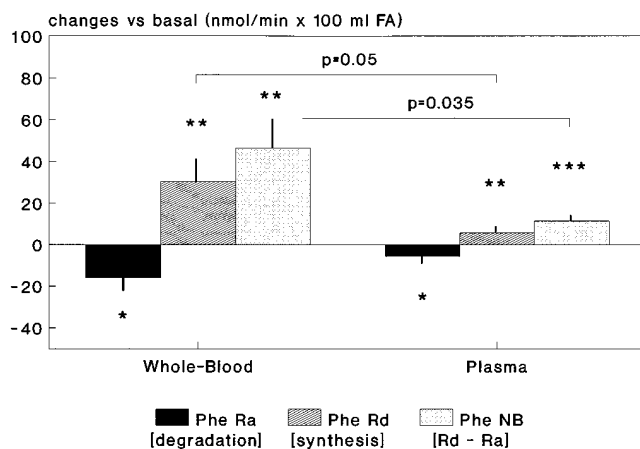 changes vs basal (nmol/min x 100 ml FA)
100
80
60
40
20
0
-20
-40
p=0.05
p=0.035
**
**
*
**
***
*
Whole-Blood
Plasma
Phe Ra
[degradation]
Phe Rd
[synthesis]
Phe NB
[Rd - Ra]